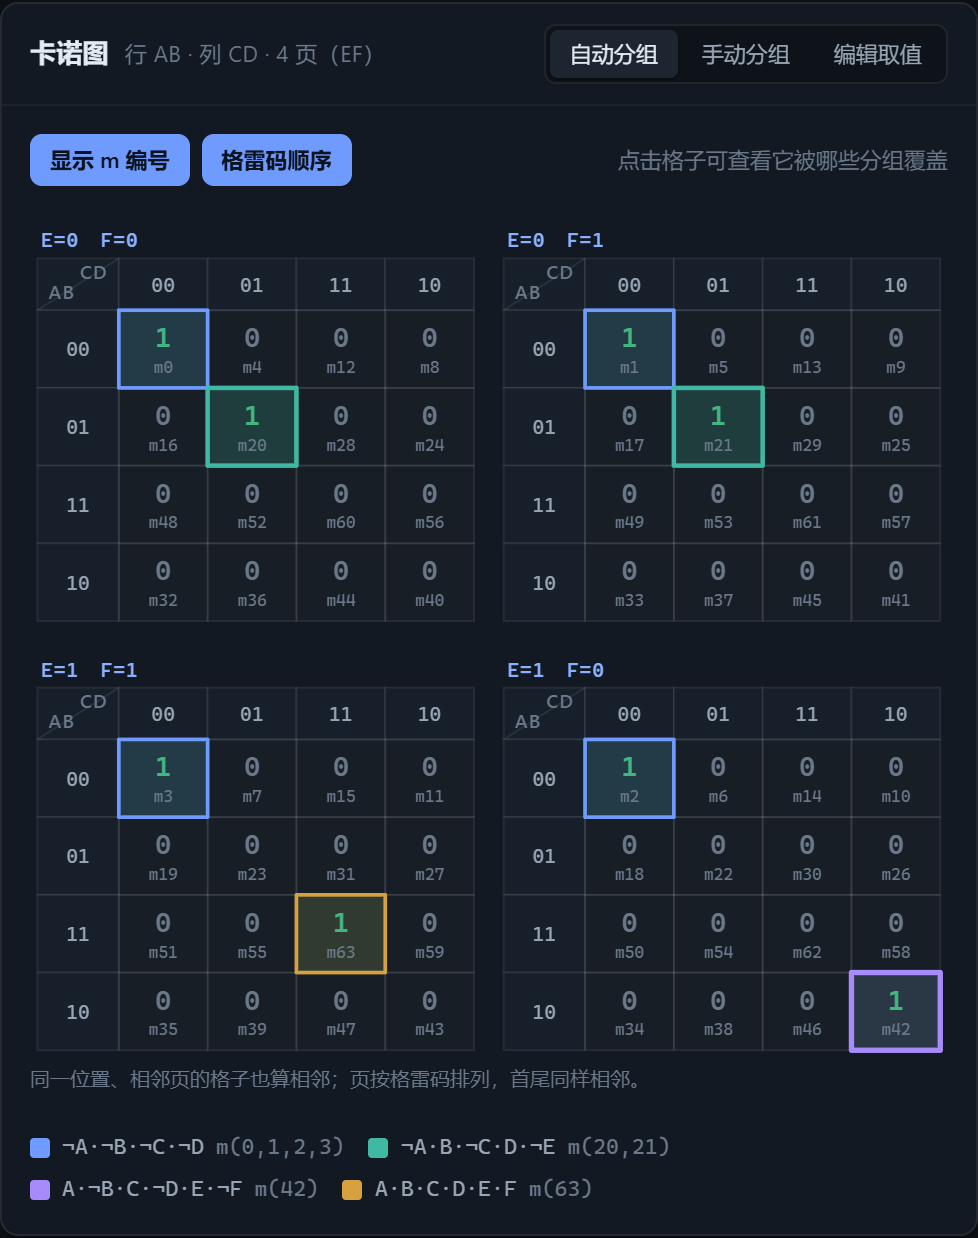 卡诺图 行 AB · 列 CD · 4 页（EF） 自动分组 手动分组 编辑取值
显示 m 编号 格雷码顺序 点击格子可查看它被哪些分组覆盖
E=0 F=0
CD
AB
00 01 11 10
00 1 0 0 0
m0 m4 m12 m8
01 0 1 0 0
m16 m20 m28 m24
11 0 0 0 0
m48 m52 m60 m56
10 0 0 0 0
m32 m36 m44 m40
E=0 F=1
CD
AB
00 01 11 10
00 1 0 0 0
m1 m5 m13 m9
01 0 1 0 0
m17 m21 m29 m25
11 0 0 0 0
m49 m53 m61 m57
10 0 0 0 0
m33 m37 m45 m41
E=1 F=1
CD
AB
00 01 11 10
00 1 0 0 0
m3 m7 m15 m11
01 0 0 0 0
m19 m23 m31 m27
11 0 0 1 0
m51 m55 m63 m59
10 0 0 0 0
m35 m39 m47 m43
E=1 F=0
CD
AB
00 01 11 10
00 1 0 0 0
m2 m6 m14 m10
01 0 0 0 0
m18 m22 m30 m26
11 0 0 0 0
m50 m54 m62 m58
10 0 0 0 1
m34 m38 m46 m42
同一位置、相邻页的格子也算相邻；页按格雷码排列，首尾同样相邻。
¬A·¬B·¬C·¬D m(0,1,2,3) ¬A·B·¬C·D·¬E m(20,21)
A·¬B·C·¬D·E·¬F m(42) A·B·C·D·E·F m(63)